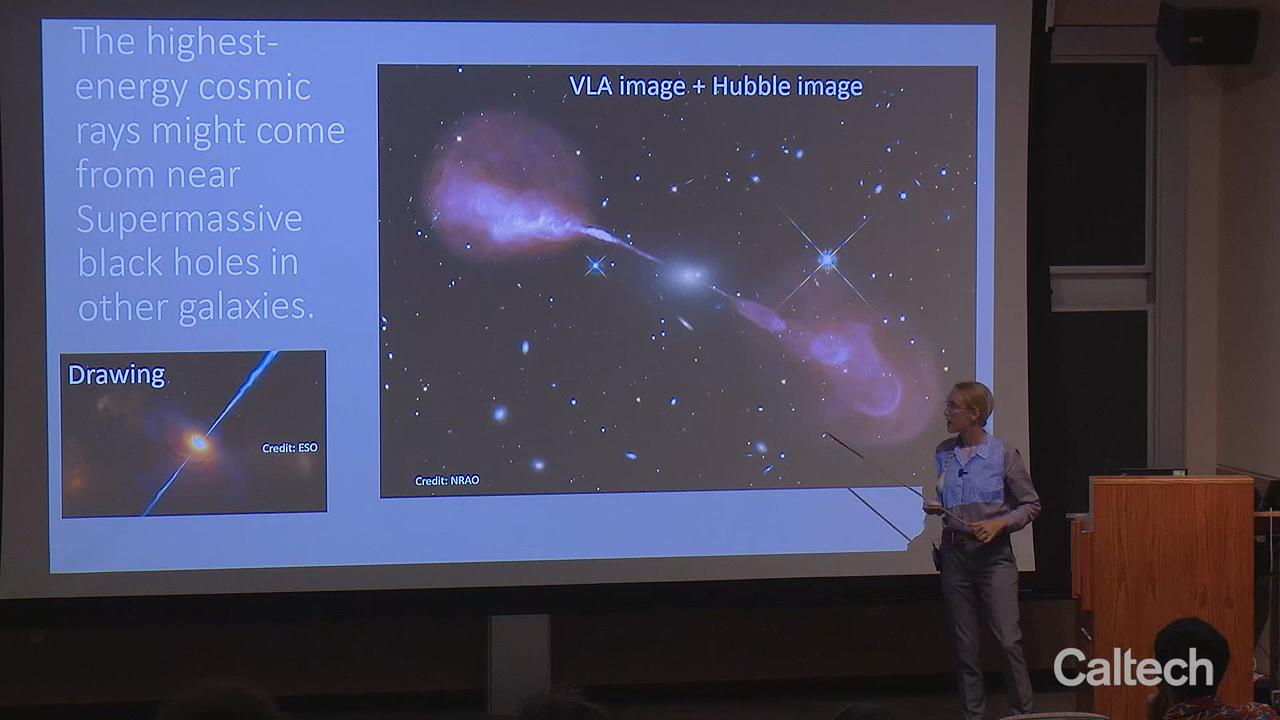 The highest-
energy cosmic
rays might come
from near
Supermassive
black holes in
other galaxies.
VLA image + Hubble image
Drawing
Credit: ESO
Credit: NRAO
Caltech